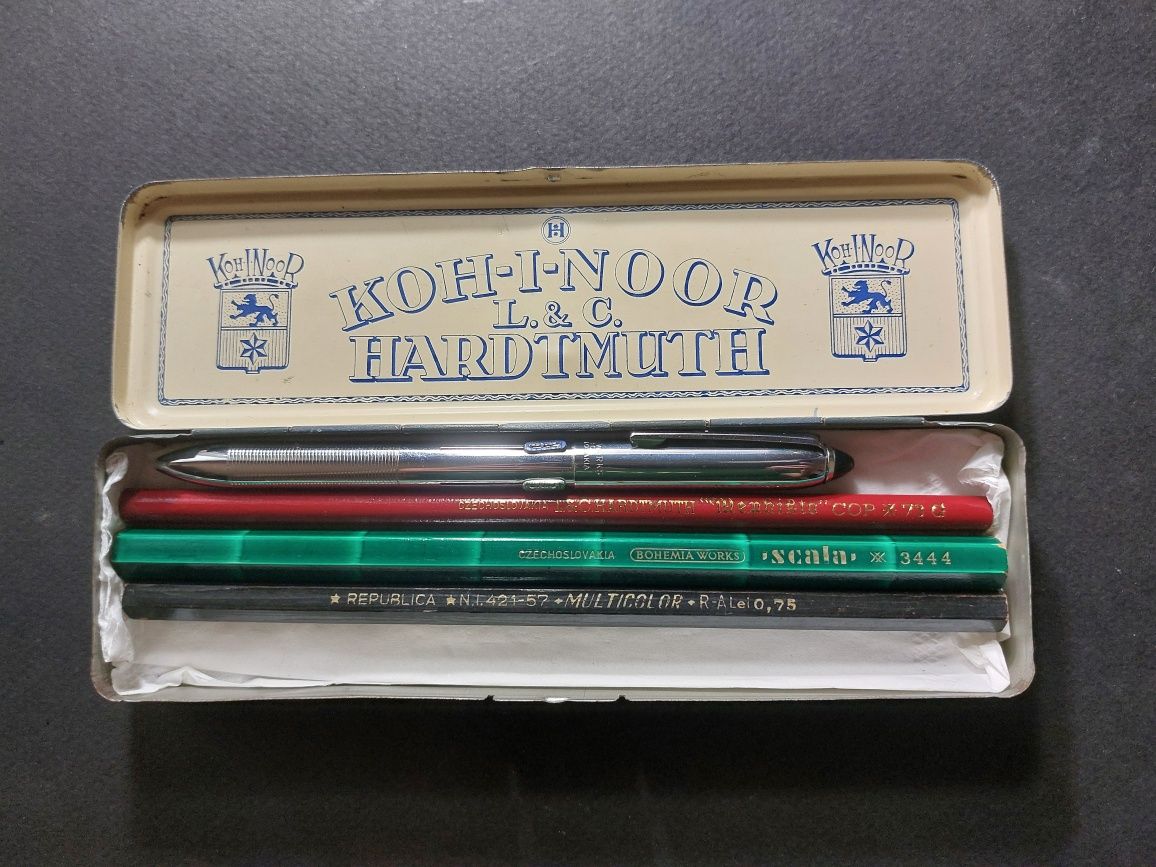 H
KOH-I-NOOR
KOH-I-NOOR
KOH-I-NOOR
L. & C.
HARDTMUTH
CZECHOSLOVAKIA L&C HARDTMUTH "Mephisto" COP 73
CZECHOSLOVAKIA BOHEMIA WORKS scala 3444
★ REPUBLICA ★ N.I. 421-57 ✦ MULTICOLOR ✦ R-A Lei 0,75